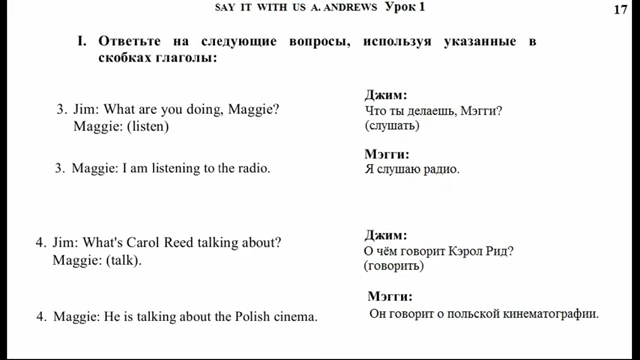 SAY IT WITH US A. ANDREWS Урок 1
17
I. Ответьте на следующие вопросы, используя указанные в
скобках глаголы:
3. Jim: What are you doing, Maggie?
Maggie: (listen)
Джим:
Что ты делаешь, Мэгги?
(слушать)
3. Maggie: I am listening to the radio.
Мэгги:
Я слушаю радио.
4. Jim: What's Carol Reed talking about?
Maggie: (talk).
Джим:
О чём говорит Кэрол Рид?
(говорить)
4. Maggie: He is talking about the Polish cinema.
Мэгги:
Он говорит о польской кинематографии.